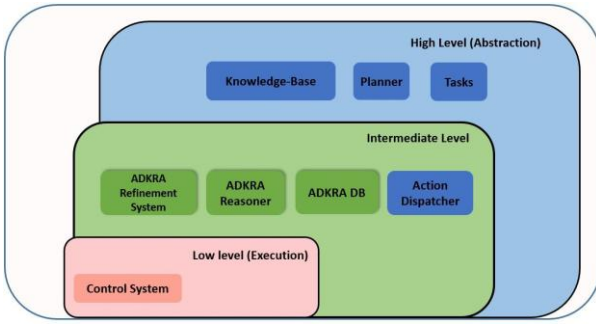 High Level (Abstraction)
Knowledge-Base
Planner
Tasks
Intermediate Level
ADKRA
Refinement
System
ADKRA
Reasoner
ADKRA DB
Action
Dispatcher
Low level (Execution)
Control System